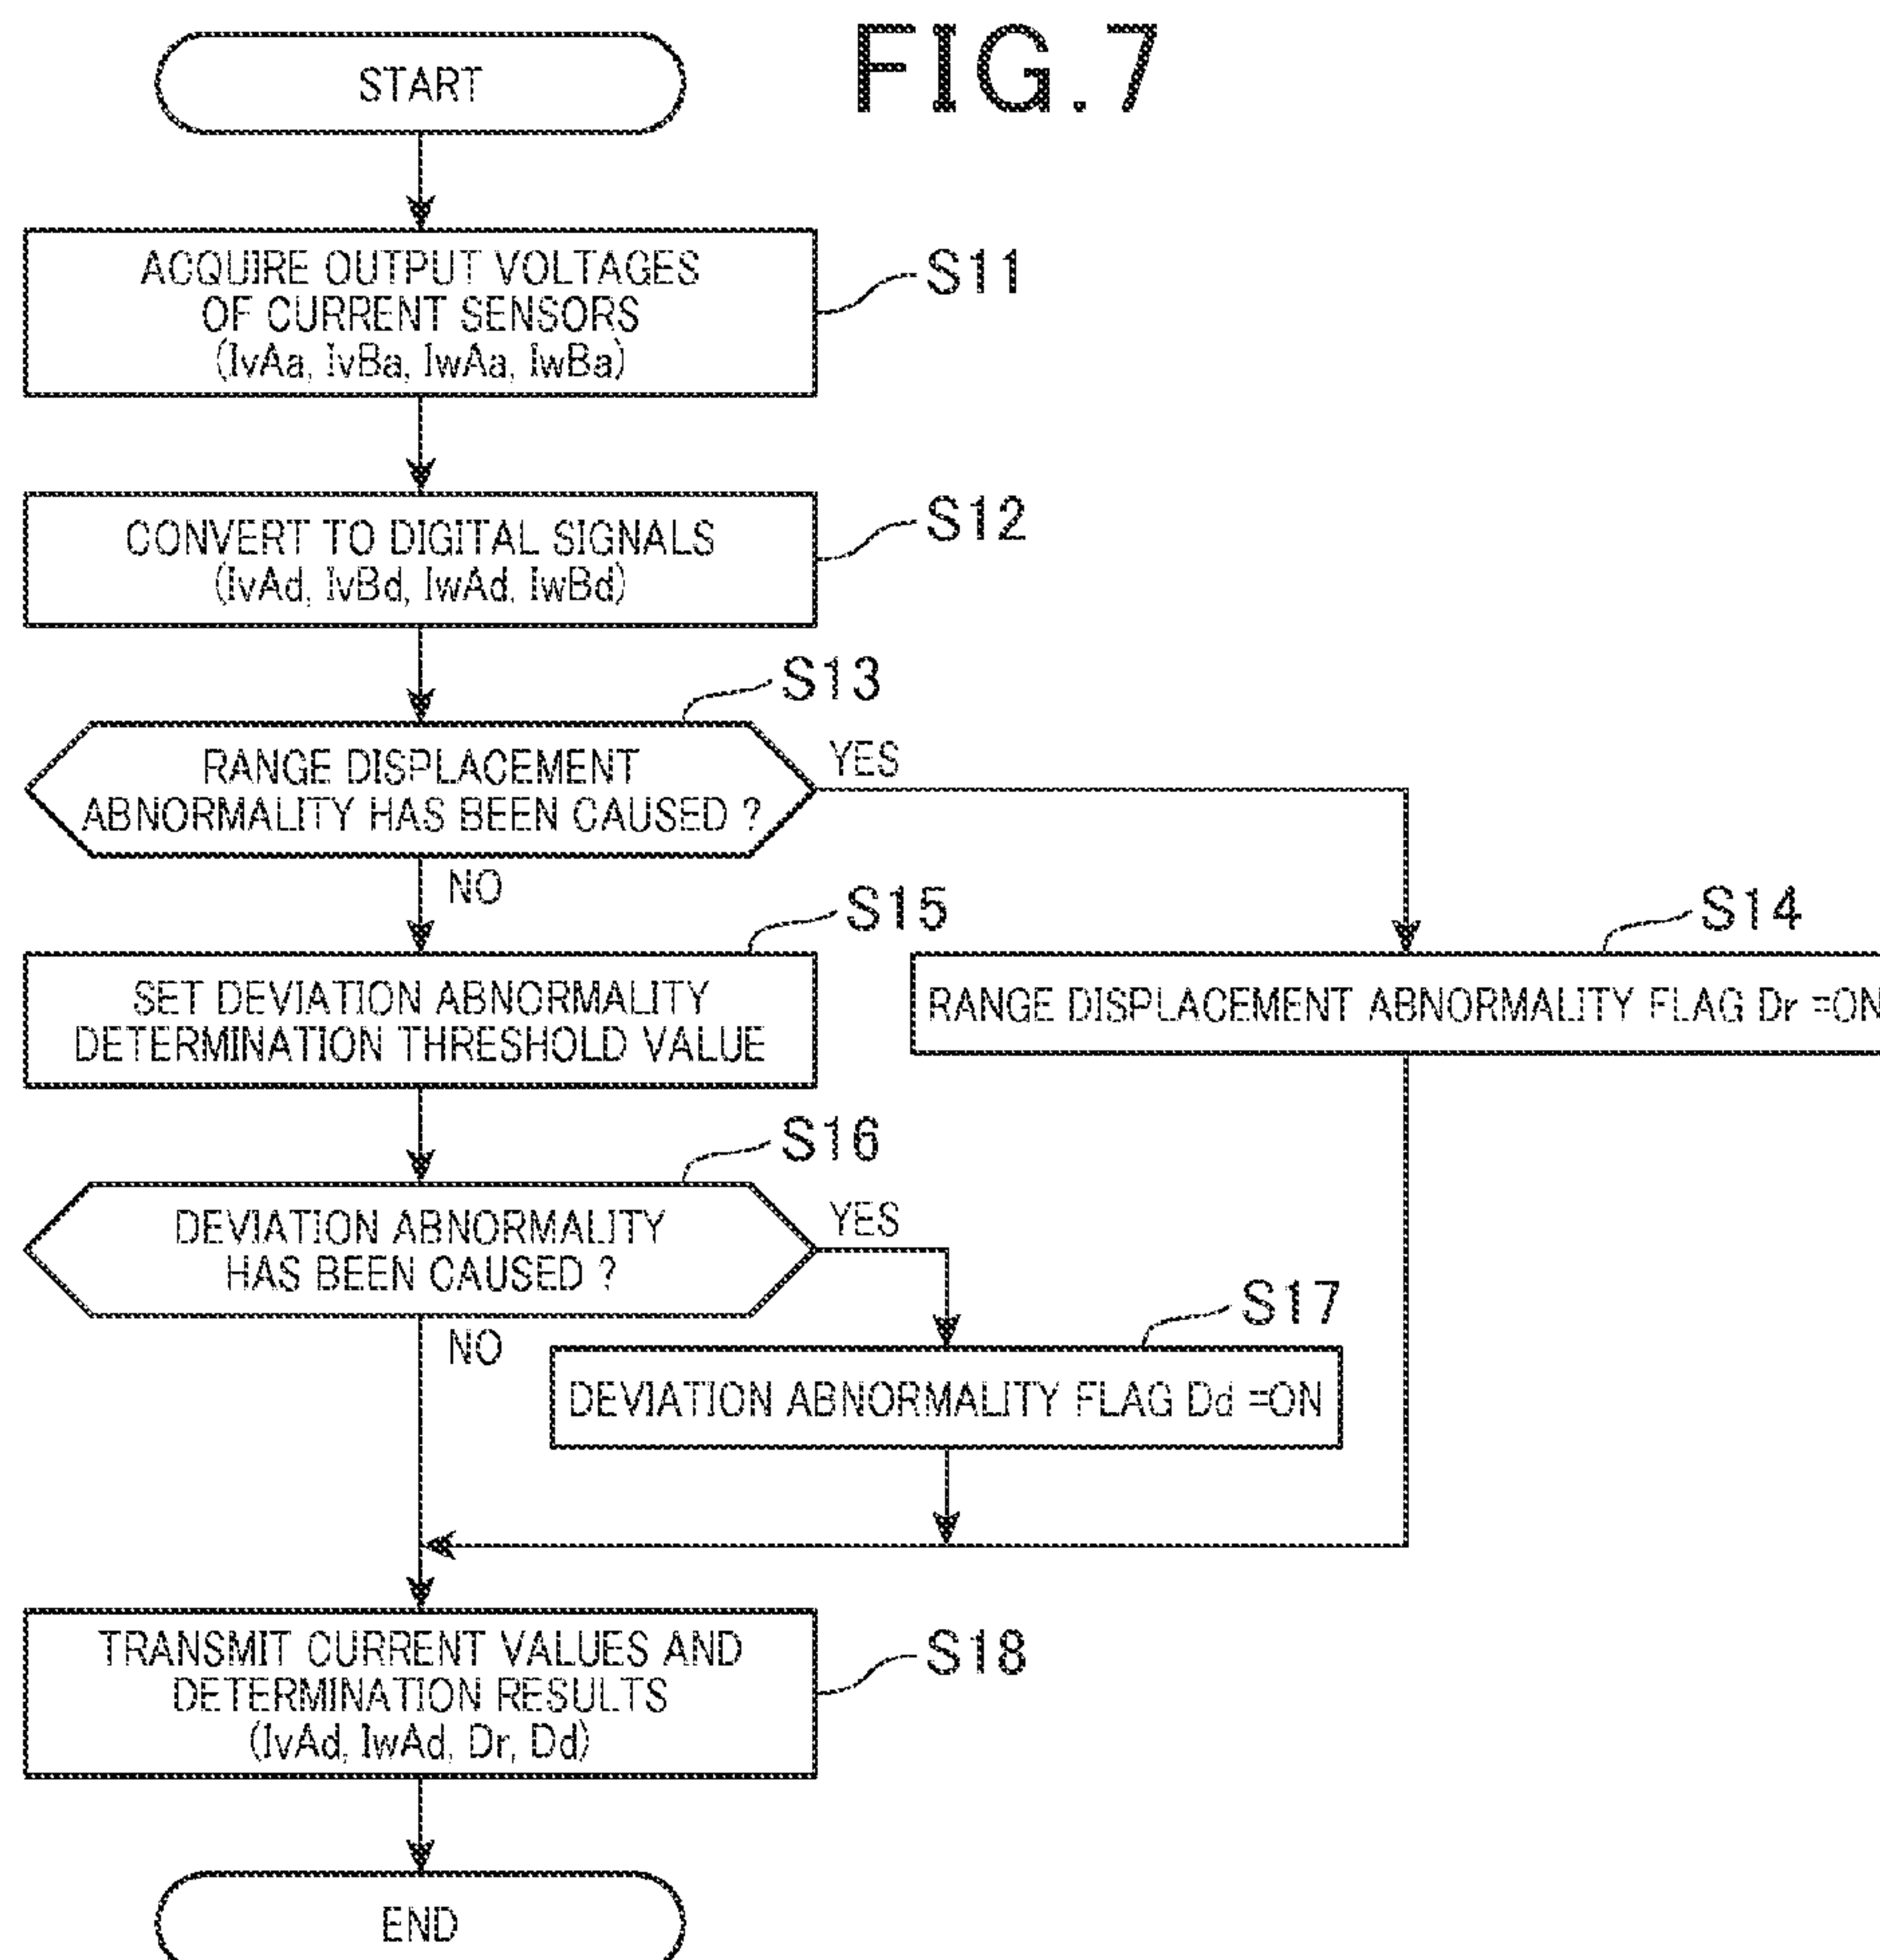 FIG.7
START
ACQUIRE OUTPUT VOLTAGES
OF CURRENT SENSORS
(IvAa, IvBa, IwAa, IwBa)
S11
CONVERT TO DIGITAL SIGNALS
(IvAd, IvBd, IwAd, IwBd)
S12
S13
RANGE DISPLACEMENT
ABNORMALITY HAS BEEN CAUSED ?
YES
NO
S15
SET DEVIATION ABNORMALITY
DETERMINATION THRESHOLD VALUE
S14
RANGE DISPLACEMENT ABNORMALITY FLAG Dr =ON
S16
DEVIATION ABNORMALITY
HAS BEEN CAUSED ?
YES
NO
S17
DEVIATION ABNORMALITY FLAG Dd =ON
TRANSMIT CURRENT VALUES AND
DETERMINATION RESULTS
(IvAd, IwAd, Dr, Dd)
S18
END